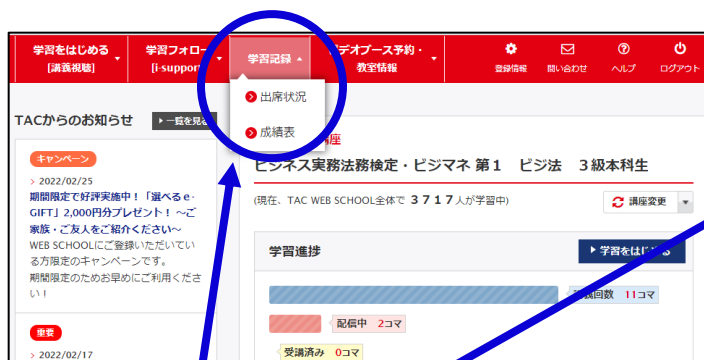 学習をはじめる
[講義視聴]
学習フォロー
[i-suppor
学習記録
デオブース予約・
教室情報
登録情報
問い合わせ
ヘルプ
ログアウト
出席状況
成績表
TACからのお知らせ
一覧を見る
キャンペーン
> 2022/02/25
期間限定で好評実施中！「選べるe-
GIFT」2,000円分プレゼント！ ～ご
家族・ご友人をご紹介ください～
WEB SCHOOLにご登録いただいてい
る方限定のキャンペーンです。
期間限定のためお早めにご利用くださ
い！
重要
> 2022/02/17
講座
ビジネス実務法務検定・ビジマネ 第1 ビジ法 3級本科生
(現在、TAC WEB SCHOOL全体で 3717人が学習中)
講座変更
学習進捗
学習をはじめる
義回数 11コマ
配信中 2コマ
受講済み 0コマ